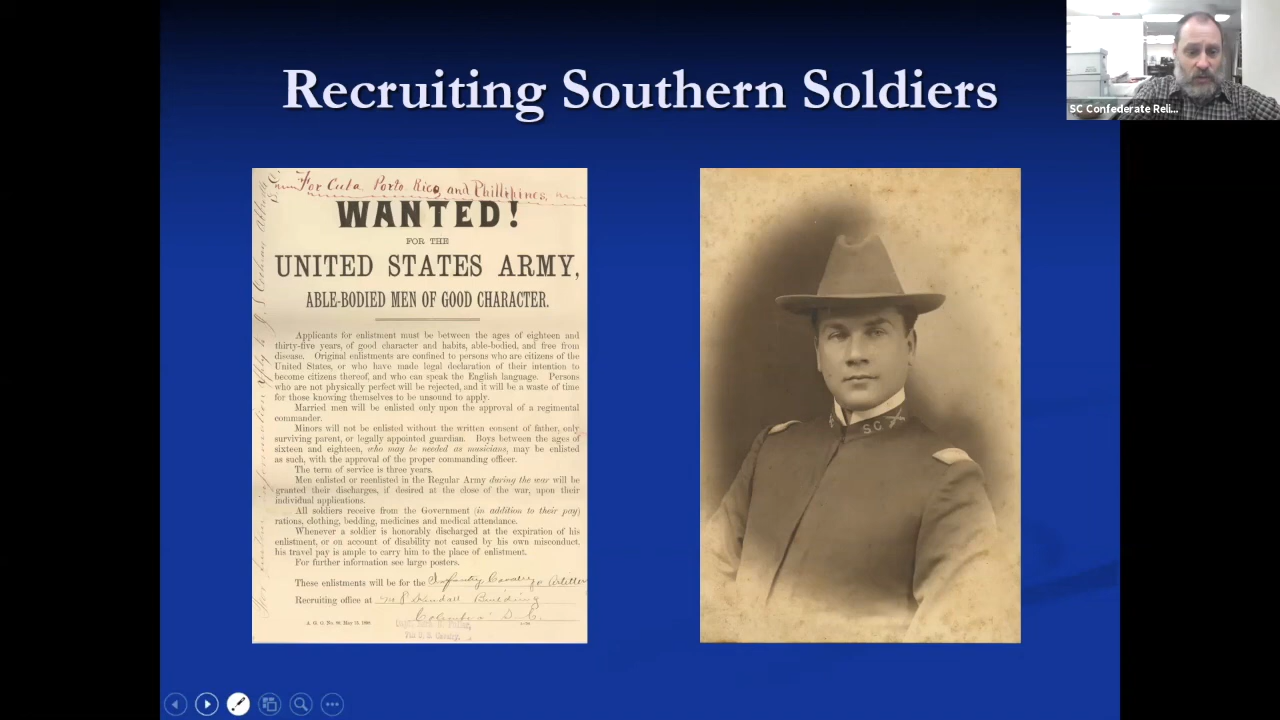 Recruiting Southern Soldiers
SC Confederate Reli...
For Cuba Porto Rico, and Phillipines,
WANTED!
FOR THE
UNITED STATES ARMY,
ABLE-BODIED MEN OF GOOD CHARACTER.
Applicants for enlistment must be between the ages of eighteen and
thirty-five years, of good character and habits, able-bodied, and free from
disease. Original enlistments are confined to persons who are citizens of the
United States, or who have made legal declaration of their intention to
become citizens thereof, and who can speak the English language. Persons
who are not physically perfect will be rejected, and it will be a waste of time
for those knowing themselves to be unsound to apply.
Married men will be enlisted only upon the approval of a regimental
commander.
Minors will not be enlisted without the written consent of father, only
surviving parent, or legally appointed guardian. Boys between the ages of
sixteen and eighteen, who may be needed as musicians, may be enlisted
as such, with the approval of the proper commanding officer.
The term of service is three years.
Men enlisted or reenlisted in the Regular Army during the war will be
granted their discharges, if desired at the close of the war, upon their
individual applications.
All soldiers receive from the Government (in addition to their pay)
rations, clothing, bedding, medicines and medical attendance.
Whenever a soldier is honorably discharged at the expiration of his
enlistment, or on account of disability not caused by his own misconduct,
his travel pay is ample to carry him to the place of enlistment.
For further information see large posters.
These enlistments will be for the Infantry Cavalry or
Recruiting office at Building
Columbia S. C.
S C